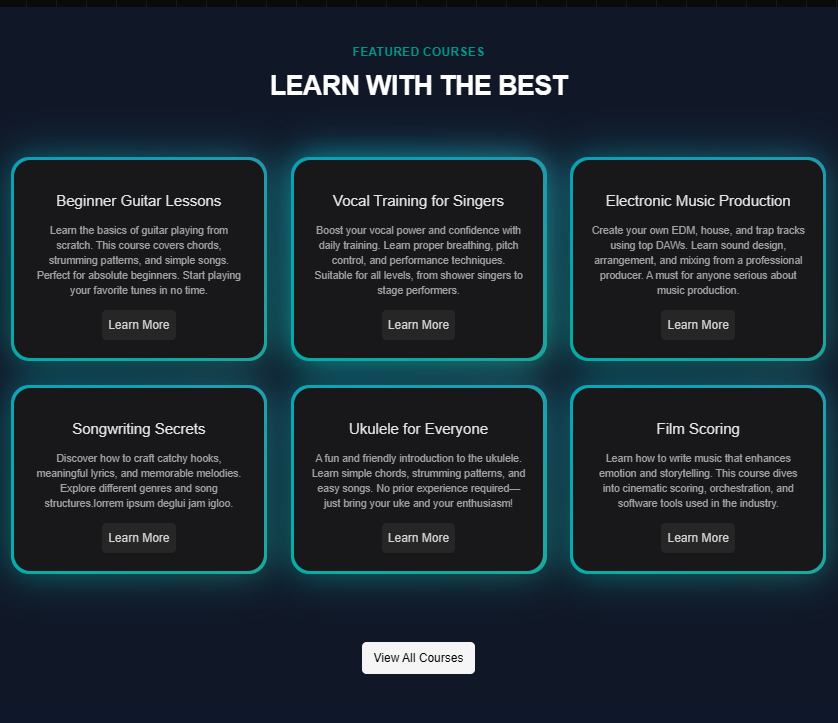 FEATURED COURSES
LEARN WITH THE BEST
Beginner Guitar Lessons
Learn the basics of guitar playing from
scratch. This course covers chords,
strumming patterns, and simple songs.
Perfect for absolute beginners. Start playing
your favorite tunes in no time.
Learn More
Vocal Training for Singers
Boost your vocal power and confidence with
daily training. Learn proper breathing, pitch
control, and performance techniques.
Suitable for all levels, from shower singers to
stage performers.
Learn More
Electronic Music Production
Create your own EDM, house, and trap tracks
using top DAWs. Learn sound design,
arrangement, and mixing from a professional
producer. A must for anyone serious about
music production.
Learn More
Songwriting Secrets
Discover how to craft catchy hooks,
meaningful lyrics, and memorable melodies.
Explore different genres and song
structures.lorrem ipsum deglui jam igloo.
Learn More
Ukulele for Everyone
A fun and friendly introduction to the ukulele.
Learn simple chords, strumming patterns, and
easy songs. No prior experience required—
just bring your uke and your enthusiasm!
Learn More
Film Scoring
Learn how to write music that enhances
emotion and storytelling. This course dives
into cinematic scoring, orchestration, and
software tools used in the industry.
Learn More
View All Courses